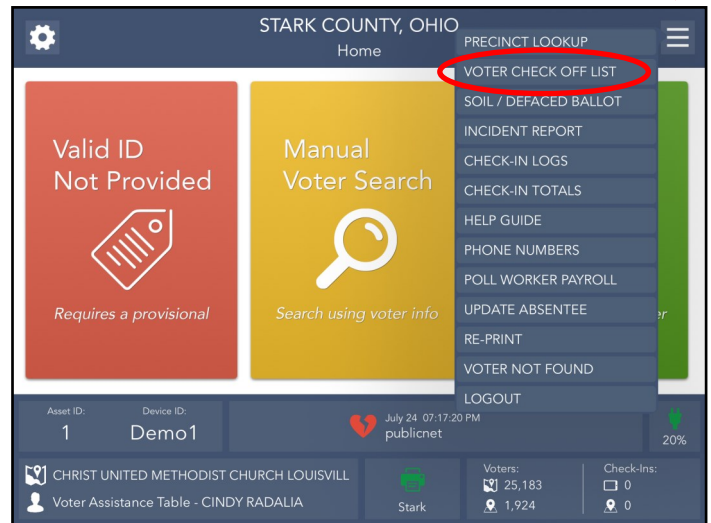 STARK COUNTY, OHIO
Home
PRECINCT LOOKUP
VOTER CHECK OFF LIST
SOIL / DEFACED BALLOT
INCIDENT REPORT
CHECK-IN LOGS
CHECK-IN TOTALS
HELP GUIDE
PHONE NUMBERS
POLL WORKER PAYROLL
UPDATE ABSENTEE
RE-PRINT
VOTER NOT FOUND
LOGOUT
Valid ID
Not Provided
Requires a provisional
Manual
Voter Search
Search using voter info
Asset ID:
1
Device ID:
Demo1
July 24 07:17:20 PM
publicnet
20%
CHRIST UNITED METHODIST CHURCH LOUISVILL
Voter Assistance Table - CINDY RADALIA
Stark
Voters:
25,183
1,924
Check-Ins:
0
0